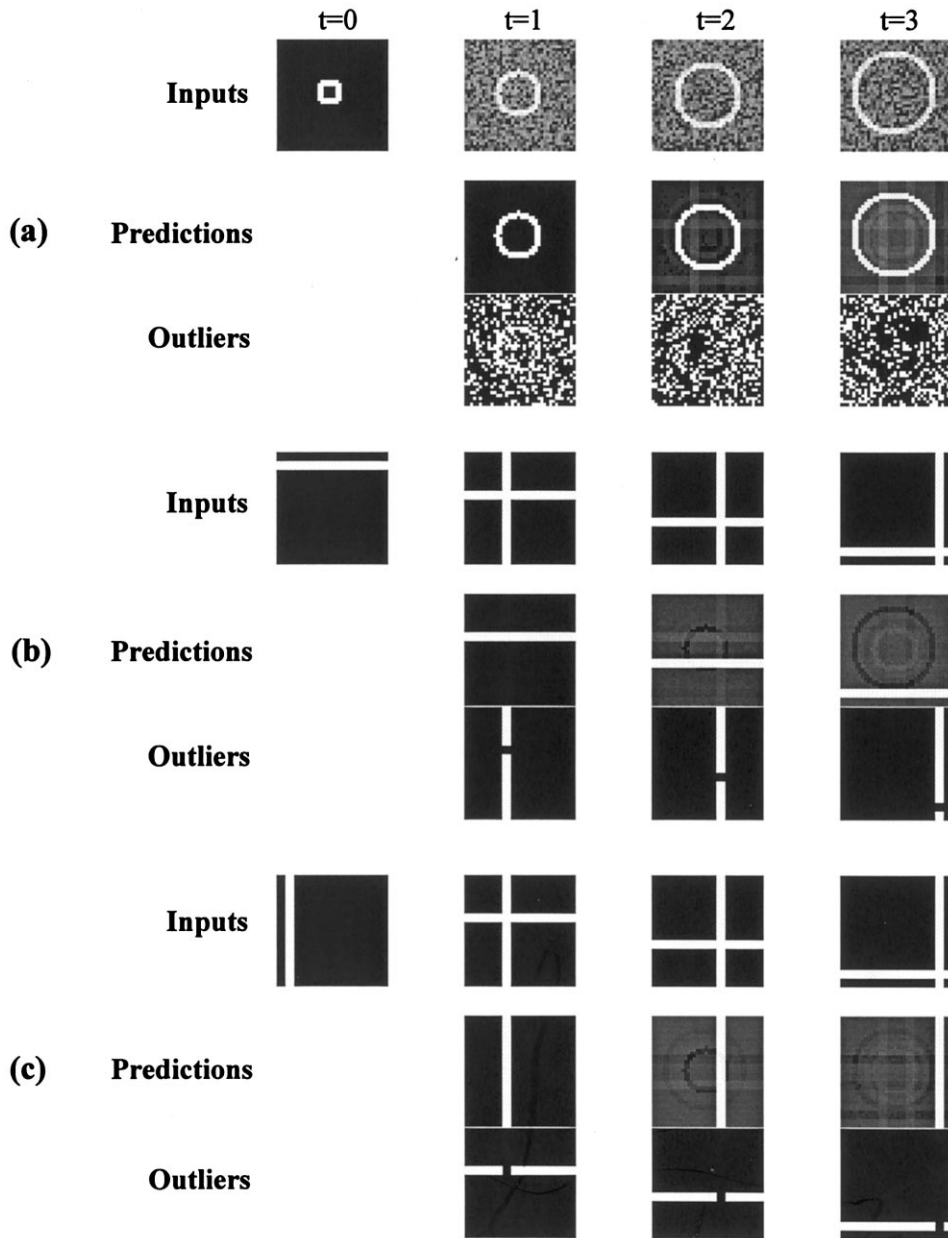 t=0 t=1 t=2 t=3
Inputs
(a) Predictions
Outliers
Inputs
(b) Predictions
Outliers
Inputs
(c) Predictions
Outliers